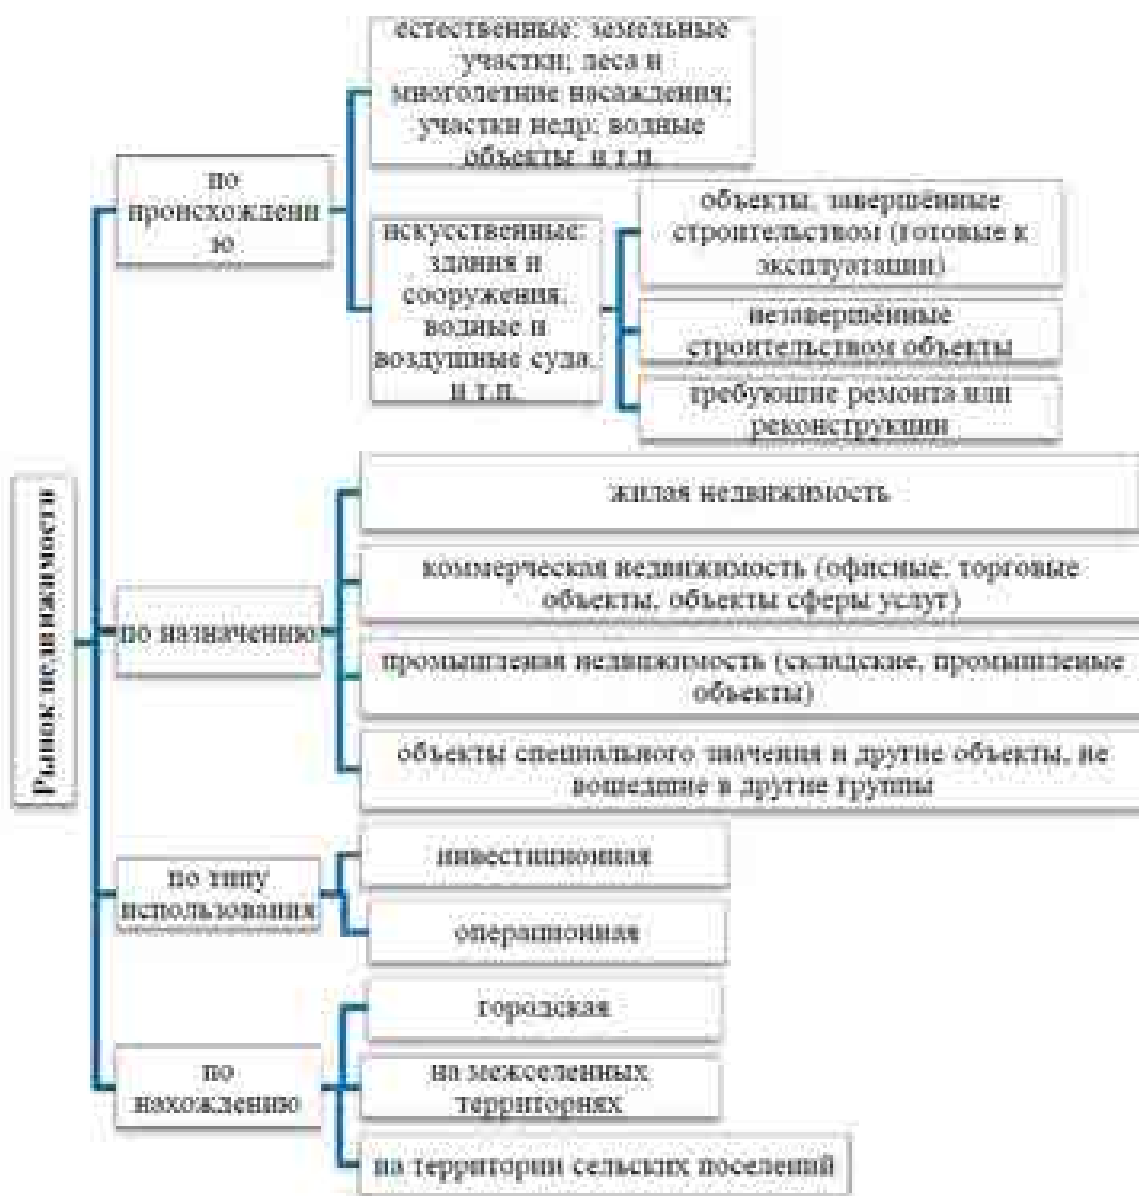 естественные: земельные
участки; леса и
многолетние насаждения;
участки недр; водные
объекты и т.п.
по
происхождени
ю
искусственные:
здания и
сооружения,
водные и
воздушные суда,
и т.п.
объекты, завершённые
строительством (готовые к
эксплуатации)
незавершённые
строительством объекты
требующие ремонта или
реконструкции
Рынок недвижимости
по назначению
жилая недвижимость
коммерческая недвижимость (офисные, торговые
объекты, объекты сферы услуг)
промышленая недвижимость (складские, промышленые
объекты)
объекты специального значения и другие объекты, не
вошедшие в другие группы
по типу
использования
инвестиционная
операционная
по
нахождению
городская
на межселенных
территориях
на территории сельских поселений